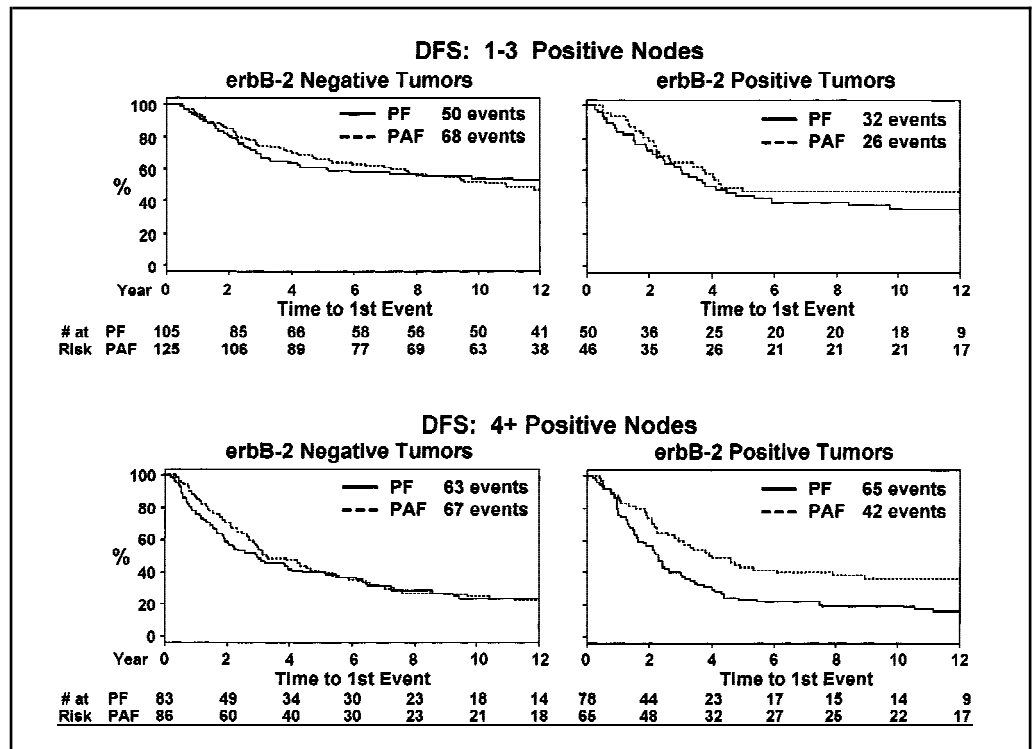 DFS: 1-3 Positive Nodes
erbB-2 Negative Tumors
erbB-2 Positive Tumors
PF 50 events
PAF 68 events
PF 32 events
PAF 26 events
100
80
60
%
40
20
0
Year 0 2 4 6 8 10 12
0 2 4 6 8 10 12
Time to 1st Event
Time to 1st Event
# at PF 105 85 66 58 56 50 41 50 36 25 20 20 18 9
Risk PAF 125 106 89 77 69 63 38 46 35 26 21 21 21 17
DFS: 4+ Positive Nodes
erbB-2 Negative Tumors
erbB-2 Positive Tumors
PF 63 events
PAF 67 events
PF 65 events
PAF 42 events
100
80
60
%
40
20
0
Year 0 2 4 6 8 10 12
0 2 4 6 8 10 12
Time to 1st Event
Time to 1st Event
# at PF 83 49 34 30 23 18 14 78 44 23 17 15 14 9
Risk PAF 86 60 40 30 23 21 18 65 48 32 27 25 22 17